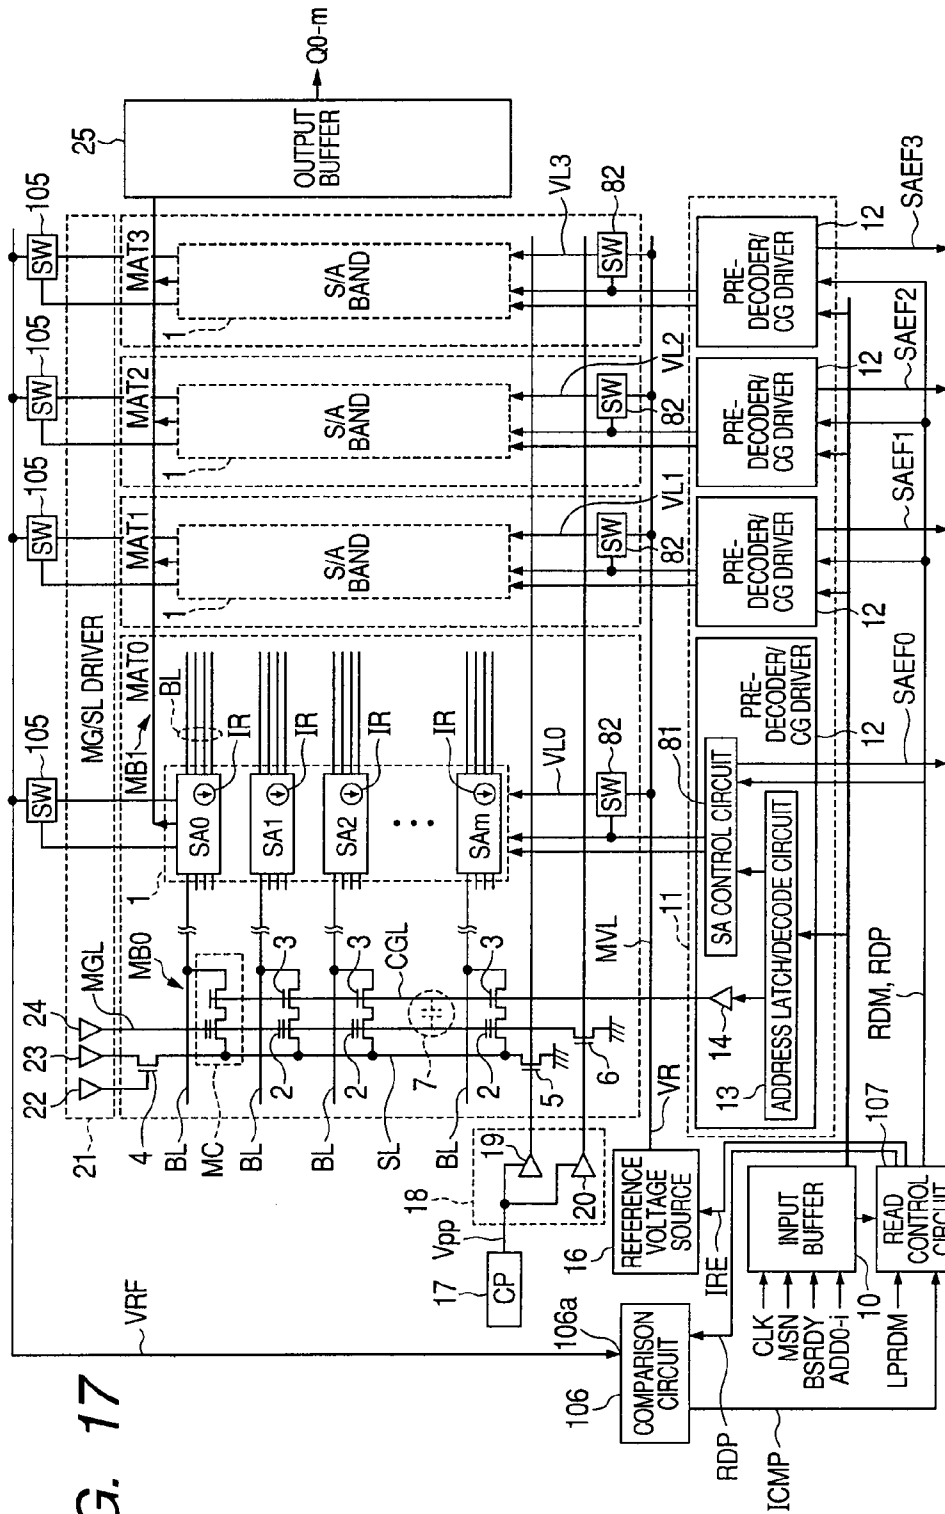 G. 17
VRF
22
23
24
MGL
21
4
BL
MC
BL
BL
SL
BL
MB0
2
2
2
3
3
3
CGL
7
5
6
1
SA0
SA1
SA2
SAm
IR
IR
IR
IR
BL
MB1
MAT0
MG/SL DRIVER
SW
105
SW
105
SW
105
SW
105
MAT1
MAT2
MAT3
1
S/A
BAND
1
S/A
BAND
1
S/A
BAND
25
OUTPUT
BUFFER
Q0-m
VL0
VL1
VL2
VL3
SW
82
SW
82
SW
82
SW
82
MVL
VR
17
CP
Vpp
18
19
20
16
REFERENCE
VOLTAGE
SOURCE
11
SA CONTROL CIRCUIT
81
14
13
ADDRESS LATCH/DECODE CIRCUIT
PRE-
DECODER/
CG DRIVER
12
PRE-
DECODER/
CG DRIVER
12
PRE-
DECODER/
CG DRIVER
12
PRE-
DECODER/
CG DRIVER
12
SAEF0
SAEF1
SAEF2
SAEF3
RDM, RDP
106
106a
COMPARISON
CIRCUIT
RDP
ICMP
IRE
CLK
MSN
BSRDY
ADD0-i
INPUT
BUFFER
10
LPRDM
READ
CONTROL
CIRCUIT
107